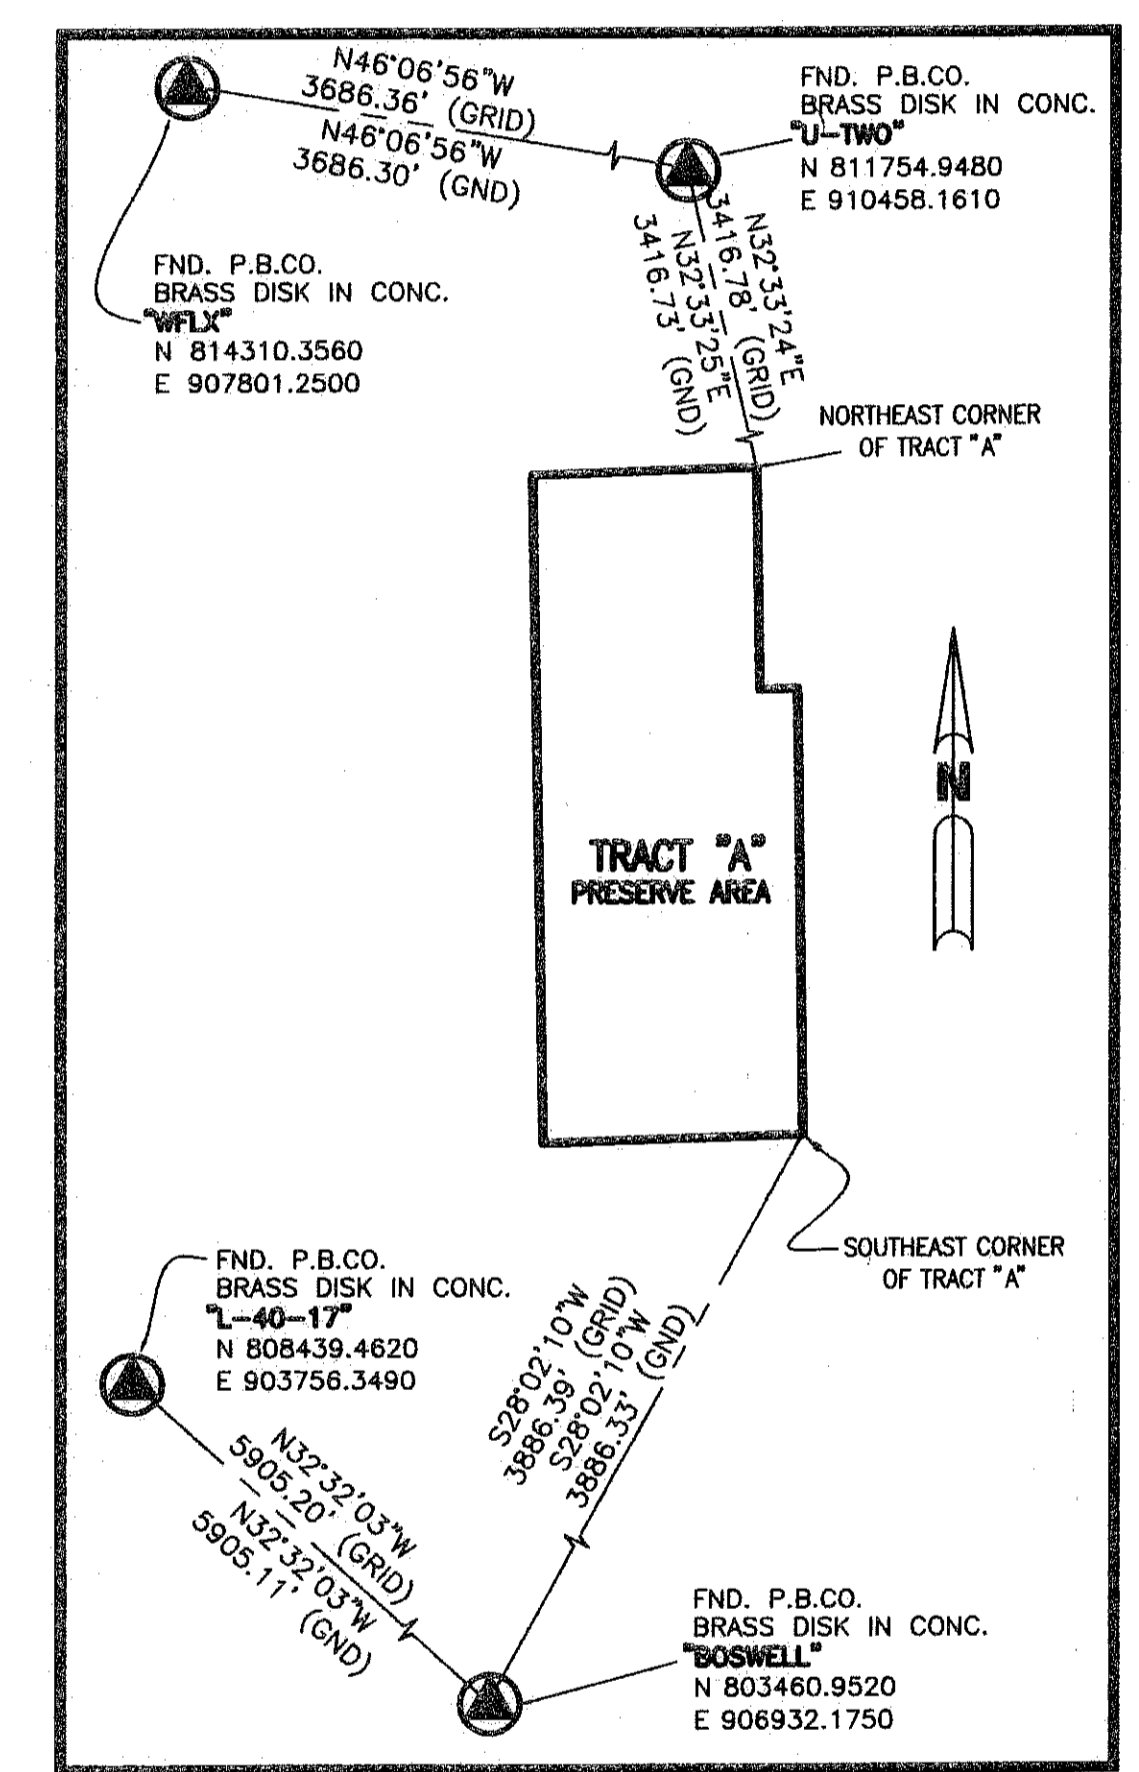 N46°06'56"W
3686.36' (GRID)
N46°06'56"W
3686.30' (GND)
FND. P.B.CO.
BRASS DISK IN CONC.
"U-TWO"
N 811754.9480
E 910458.1610
FND. P.B.CO.
BRASS DISK IN CONC.
"WFLX"
N 814310.3560
E 907801.2500
N32°33'24"E
3416.78' (GRID)
N32°33'25"E
3416.73' (GND)
NORTHEAST CORNER
OF TRACT "A"
N
TRACT "A"
PRESERVE AREA
SOUTHEAST CORNER
OF TRACT "A"
FND. P.B.CO.
BRASS DISK IN CONC.
"L-40-17"
N 808439.4620
E 903756.3490
S28°02'10"W
3886.39' (GRID)
S28°02'10"W
3886.33' (GND)
N32°32'03"W
5905.20' (GRID)
N32°32'03"W
5905.11' (GND)
FND. P.B.CO.
BRASS DISK IN CONC.
"BOSWELL"
N 803460.9520
E 906932.1750